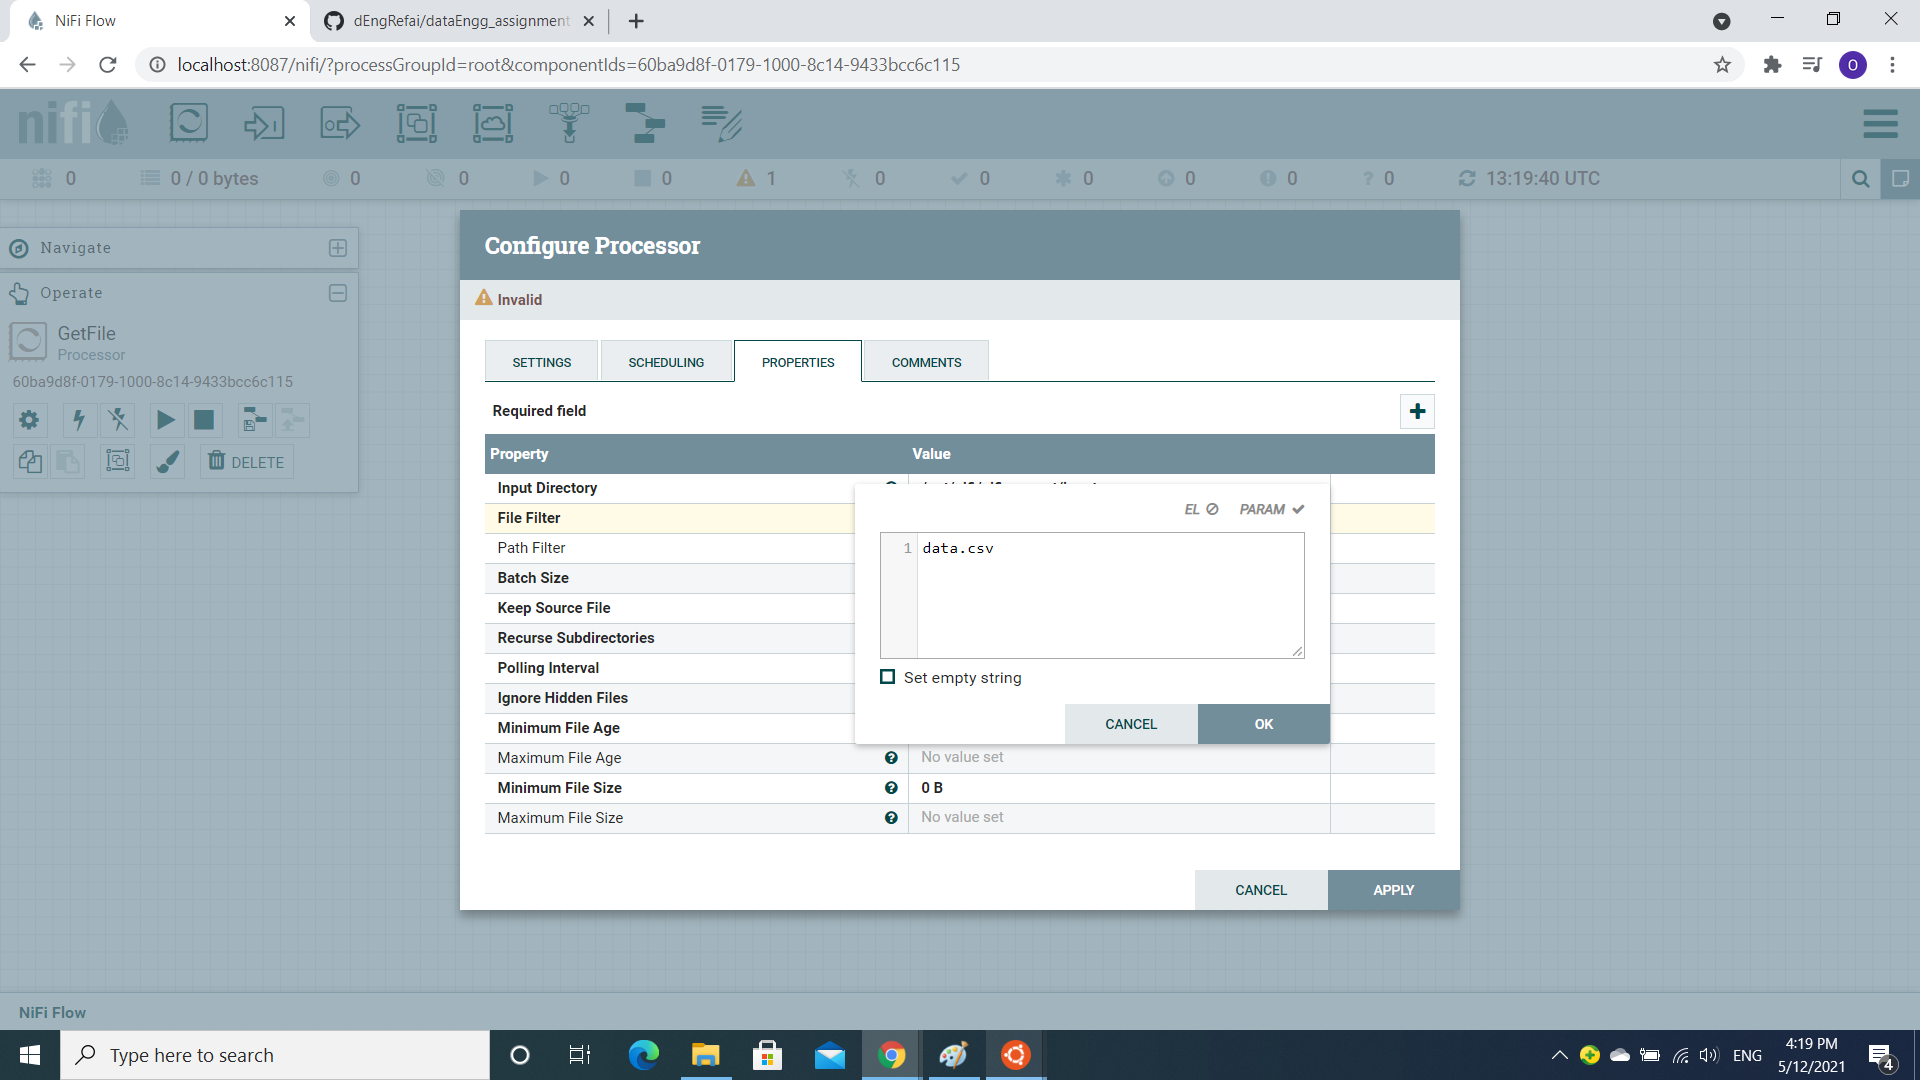 NiFi Flow
dEngRefai/dataEngg_assignment
localhost:8087/nifi/?processGroupId=root&componentIds=60ba9d8f-0179-1000-8c14-9433bcc6c115
O
nifi
0
0 / 0 bytes
0
0
0
0
1
0
0
0
0
0
? 0
13:19:40 UTC
Navigate
Operate
GetFile
Processor
60ba9d8f-0179-1000-8c14-9433bcc6c115
DELETE
Configure Processor
Invalid
SETTINGS
SCHEDULING
PROPERTIES
COMMENTS
Required field
Property
Value
Input Directory
File Filter
Path Filter
Batch Size
Keep Source File
Recurse Subdirectories
Polling Interval
Ignore Hidden Files
Minimum File Age
Maximum File Age
No value set
Minimum File Size
0 B
Maximum File Size
No value set
EL
PARAM
1
data.csv
Set empty string
CANCEL
OK
CANCEL
APPLY
NiFi Flow
Type here to search
ENG
4:19 PM
5/12/2021
4